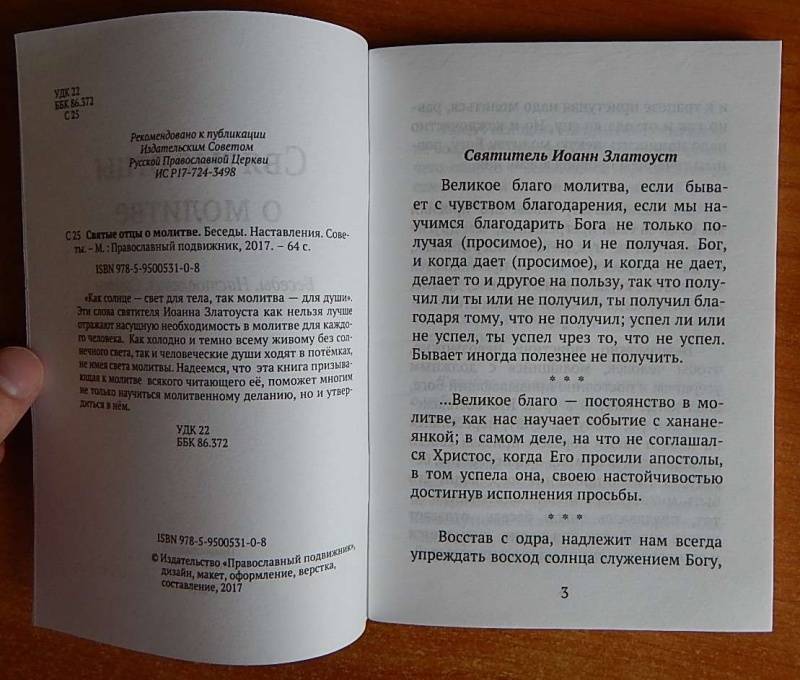 УДК 22
ББК 86.372
С 25
Рекомендовано к публикации
Издательским Советом
Русской Православной Церкви
ИС Р17-724-3498
С 25 Святые отцы о молитве. Беседы. Наставления. Сове-
ты. – М. : Православный подвижник, 2017. – 64 с.
ISBN 978-5-9500531-0-8
«Как солнце — свет для тела, так молитва — для души».
Эти слова святителя Иоанна Златоуста как нельзя лучше
отражают насущную необходимость в молитве для каждо-
го человека. Как холодно и темно всему живому без сол-
нечного света, так и человеческие души ходят в потёмках,
не имея света молитвы. Надеемся, что эта книга призыва-
ющая к молитве всякого читающего её, поможет многим
не только научиться молитвенному деланию, но и утвер-
диться в нём.
УДК 22
ББК 86.372
ISBN 978-5-9500531-0-8
© Издательство «Православный подвижник»,
дизайн, макет, оформление, верстка,
составление, 2017
Святитель Иоанн Златоуст
Великое благо молитва, если быва-
ет с чувством благодарения, если мы на-
учимся благодарить Бога не только по-
лучая (просимое), но и не получая. Бог,
и когда дает (просимое), и когда не дает,
делает то и другое на пользу, так что полу-
чил ли ты или не получил, ты получил бла-
годаря тому, что не получил; успел ли или
не успел, ты успел чрез то, что не успел.
Бывает иногда полезнее не получить.
* * *
...Великое благо — постоянство в мо-
литве, как нас научает событие с ханане-
янкой; в самом деле, на что не соглашал-
ся Христос, когда Его просили апостолы,
в том успела она, своею настойчивостью
достигнув исполнения просьбы.
* * *
Восстав с одра, надлежит нам всегда
упреждать восход солнца служением Богу,
3